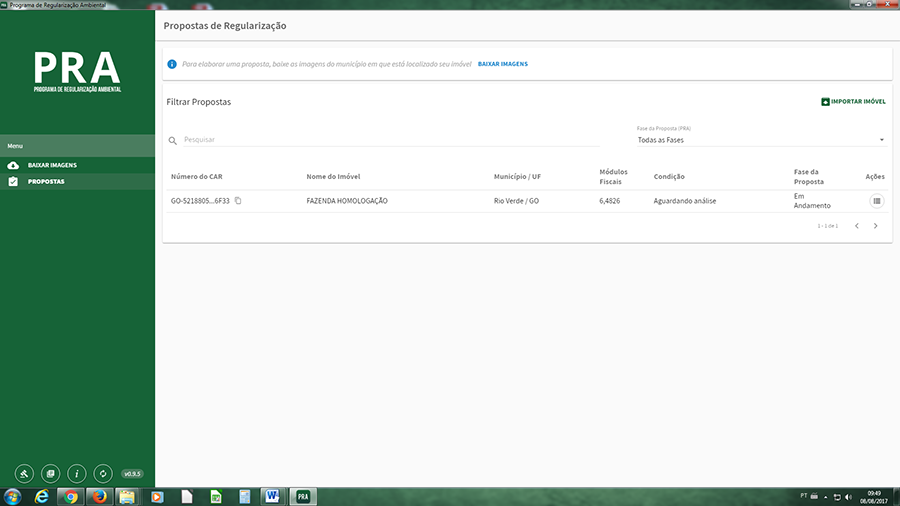 Programa de Regularização Ambiental
PRA
PROGRAMA DE REGULARIZAÇÃO AMBIENTAL
Menu
BAIXAR IMAGENS
PROPOSTAS
v0.9.5
Propostas de Regularização
Para elaborar uma proposta, baixe as imagens do município em que está localizado seu imóvel BAIXAR IMAGENS
Filtrar Propostas
IMPORTAR IMÓVEL
Pesquisar
Fase da Proposta (PRA)
Todas as Fases
Número do CAR Nome do Imóvel Município / UF Módulos Fiscais Condição Fase da Proposta Ações
GO-5218805...6F33 FAZENDA HOMOLOGAÇÃO Rio Verde / GO 6,4826 Aguardando análise Em Andamento
1 - 1 de 1
PRA
PT
09:49
08/08/2017